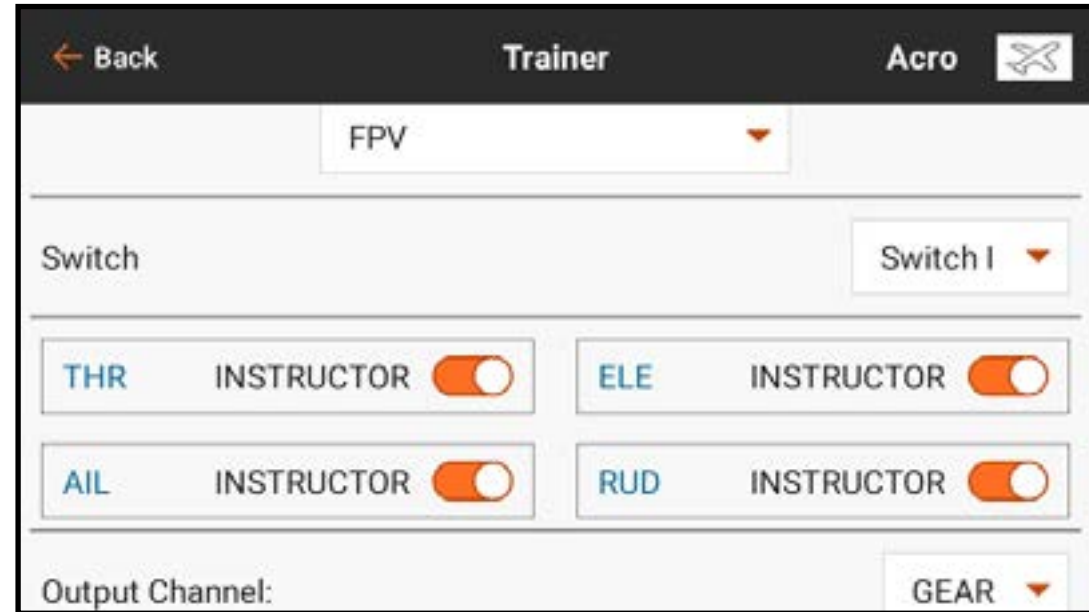 Back Trainer Acro
FPV
Switch Switch I
THR INSTRUCTOR ELE INSTRUCTOR
AIL INSTRUCTOR RUD INSTRUCTOR
Output Channel: GEAR